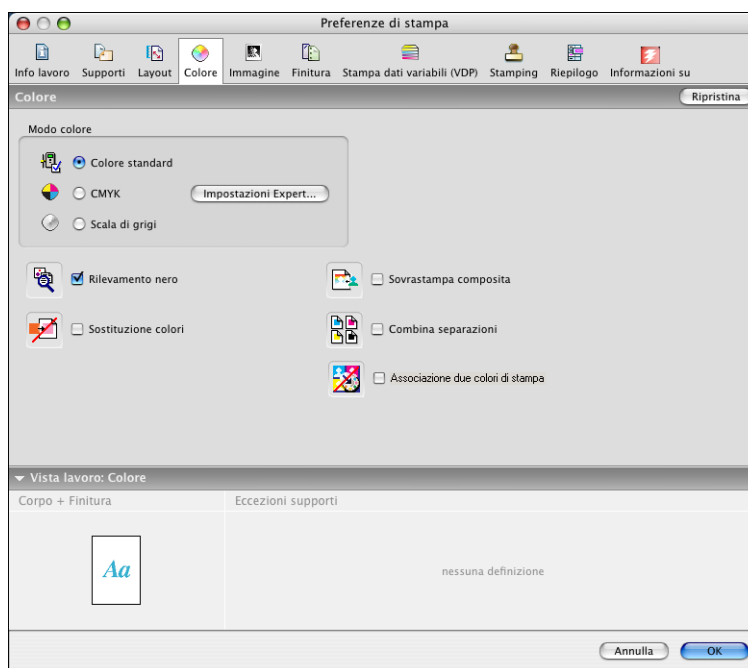 Preferenze di stampa
Info lavoro Supporti Layout Colore Immagine Finitura Stampa dati variabili (VDP) Stamping Riepilogo Informazioni su
Colore Ripristina
Modo colore
Colore standard
CMYK Impostazioni Expert...
Scala di grigi
Rilevamento nero Sovrastampa composita
Sostituzione colori Combina separazioni
Associazione due colori di stampa
Vista lavoro: Colore
Corpo + Finitura Eccezioni supporti
Aa nessuna definizione
Annulla OK